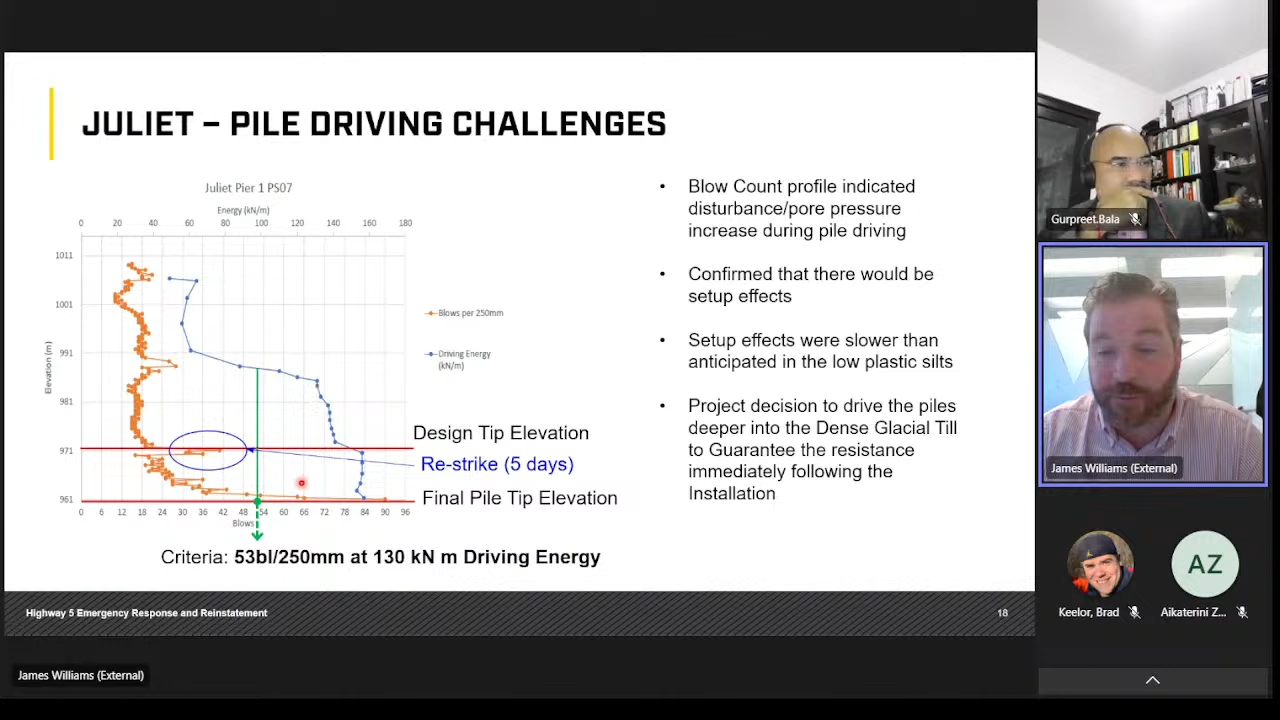 JULIET – PILE DRIVING CHALLENGES
Juliet Pier 1 PS07
Energy (kN/m)
0 20 40 60 80 100 120 140 160 180
1011
1001
991
981
971
961
Elevation (m)
0 6 12 18 24 30 36 42 48 54 60 66 72 78 84 90 96
Blows
Blows per 250mm
Driving Energy
(kN/m)
Design Tip Elevation
Re-strike (5 days)
Final Pile Tip Elevation
Criteria: 53bl/250mm at 130 kN m Driving Energy
• Blow Count profile indicated
disturbance/pore pressure
increase during pile driving
• Confirmed that there would be
setup effects
• Setup effects were slower than
anticipated in the low plastic silts
• Project decision to drive the piles
deeper into the Dense Glacial Till
to Guarantee the resistance
immediately following the
Installation
Highway 5 Emergency Response and Reinstatement
18
James Williams (External)
Gurpreet.Bala
James Williams (External)
Keelor, Brad
AZ
Aikaterini Z...